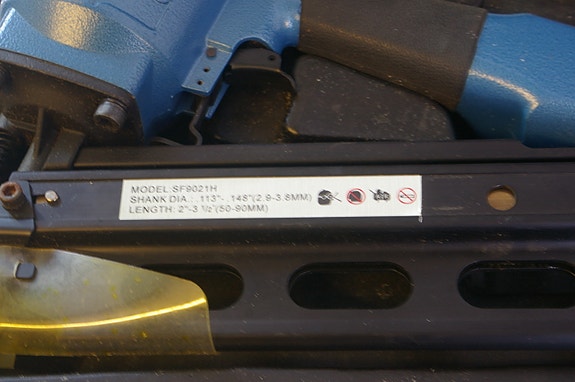 MODEL:SF9021H
SHANK DIA.: .113"- .148"(2.9-3.8MM)
LENGTH: 2"-3 ½"(50-90MM)